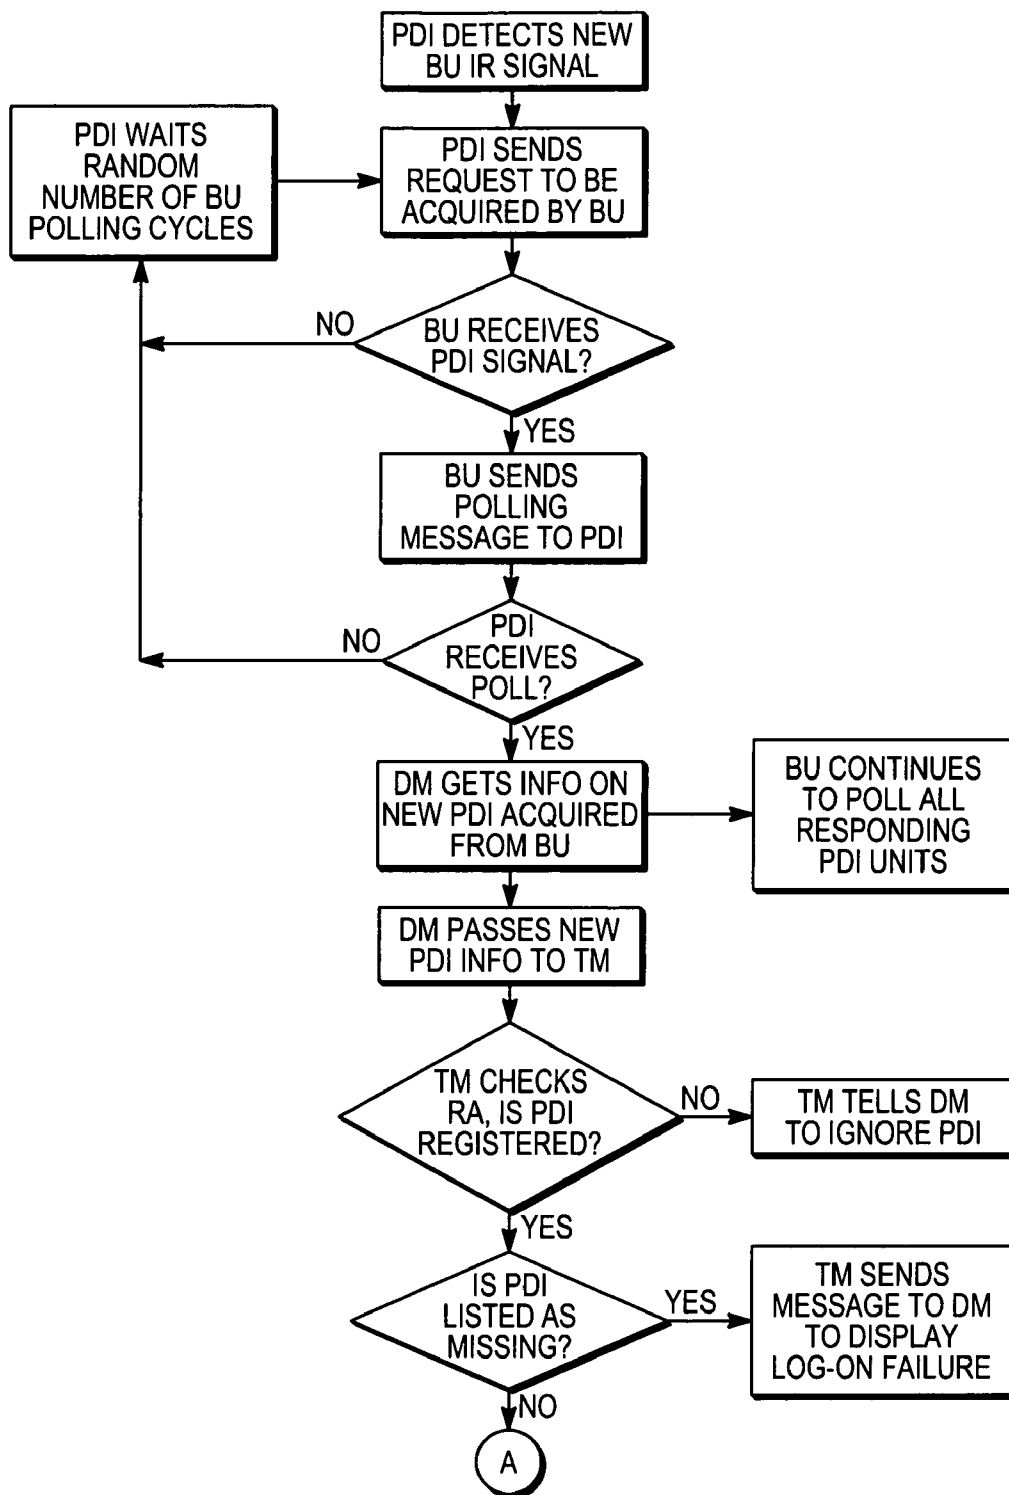 PDI DETECTS NEW
BU IR SIGNAL
PDI WAITS
RANDOM
NUMBER OF BU
POLLING CYCLES
PDI SENDS
REQUEST TO BE
ACQUIRED BY BU
NO
BU RECEIVES
PDI SIGNAL?
YES
BU SENDS
POLLING
MESSAGE TO PDI
NO
PDI
RECEIVES
POLL?
YES
DM GETS INFO ON
NEW PDI ACQUIRED
FROM BU
BU CONTINUES
TO POLL ALL
RESPONDING
PDI UNITS
DM PASSES NEW
PDI INFO TO TM
TM CHECKS
RA, IS PDI
REGISTERED?
NO
TM TELLS DM
TO IGNORE PDI
YES
IS PDI
LISTED AS
MISSING?
YES
TM SENDS
MESSAGE TO DM
TO DISPLAY
LOG-ON FAILURE
NO
A